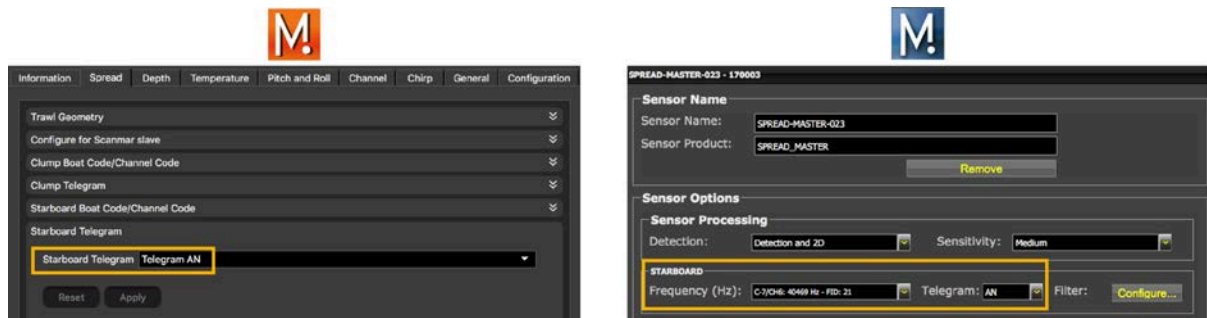 M!
M!
Information Spread Depth Temperature Pitch and Roll Channel Chirp General Configuration
Trawl Geometry
Configure for Scanmar slave
Clump Boat Code/Channel Code
Clump Telegram
Starboard Boat Code/Channel Code
Starboard Telegram
Starboard Telegram Telegram AN
Reset Apply
SPREAD-MASTER-023 - 170003
Sensor Name
Sensor Name: SPREAD-MASTER-023
Sensor Product: SPREAD_MASTER
Remove
Sensor Options
Sensor Processing
Detection: Detection and 2D Sensitivity: Medium
STARBOARD
Frequency (Hz): C-7/CH6: 40469 Hz - FID: 21 Telegram: AN Filter: Configure...